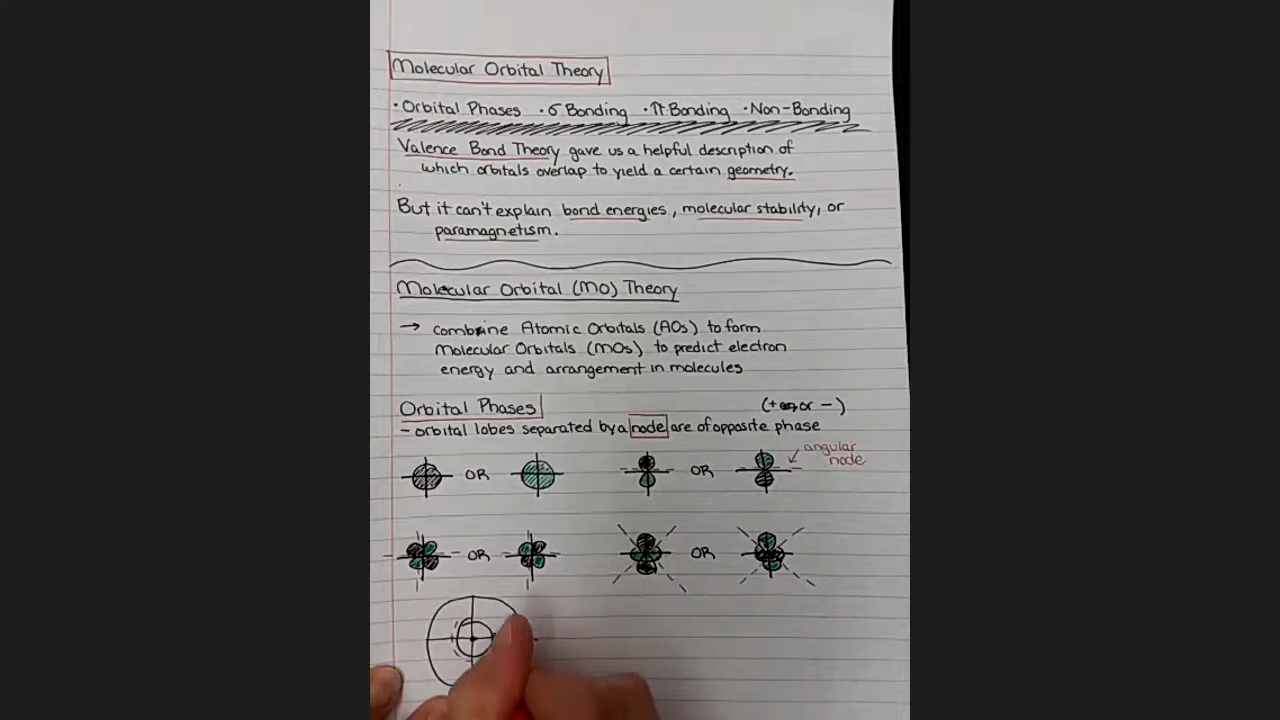 Molecular Orbital Theory
• Orbital Phases • σ Bonding • π Bonding • Non-Bonding
Valence Bond Theory gave us a helpful description of
which orbitals overlap to yield a certain geometry.
But it can't explain bond energies, molecular stability, or
paramagnetism.
Molecular Orbital (MO) Theory
→ combine Atomic Orbitals (AOs) to form
Molecular Orbitals (MOs) to predict electron
energy and arrangement in molecules
Orbital Phases
(+ or -)
- orbital lobes separated by a node are of opposite phase
angular
node
OR
OR
OR
OR